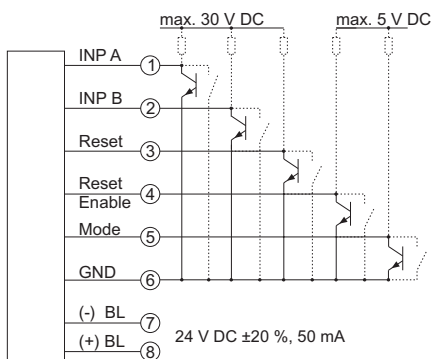 max. 30 V DC max. 5 V DC
INP A 1
INP B 2
Reset 3
Reset
Enable 4
Mode 5
GND 6
(-) BL 7
24 V DC ±20 %, 50 mA
(+) BL 8